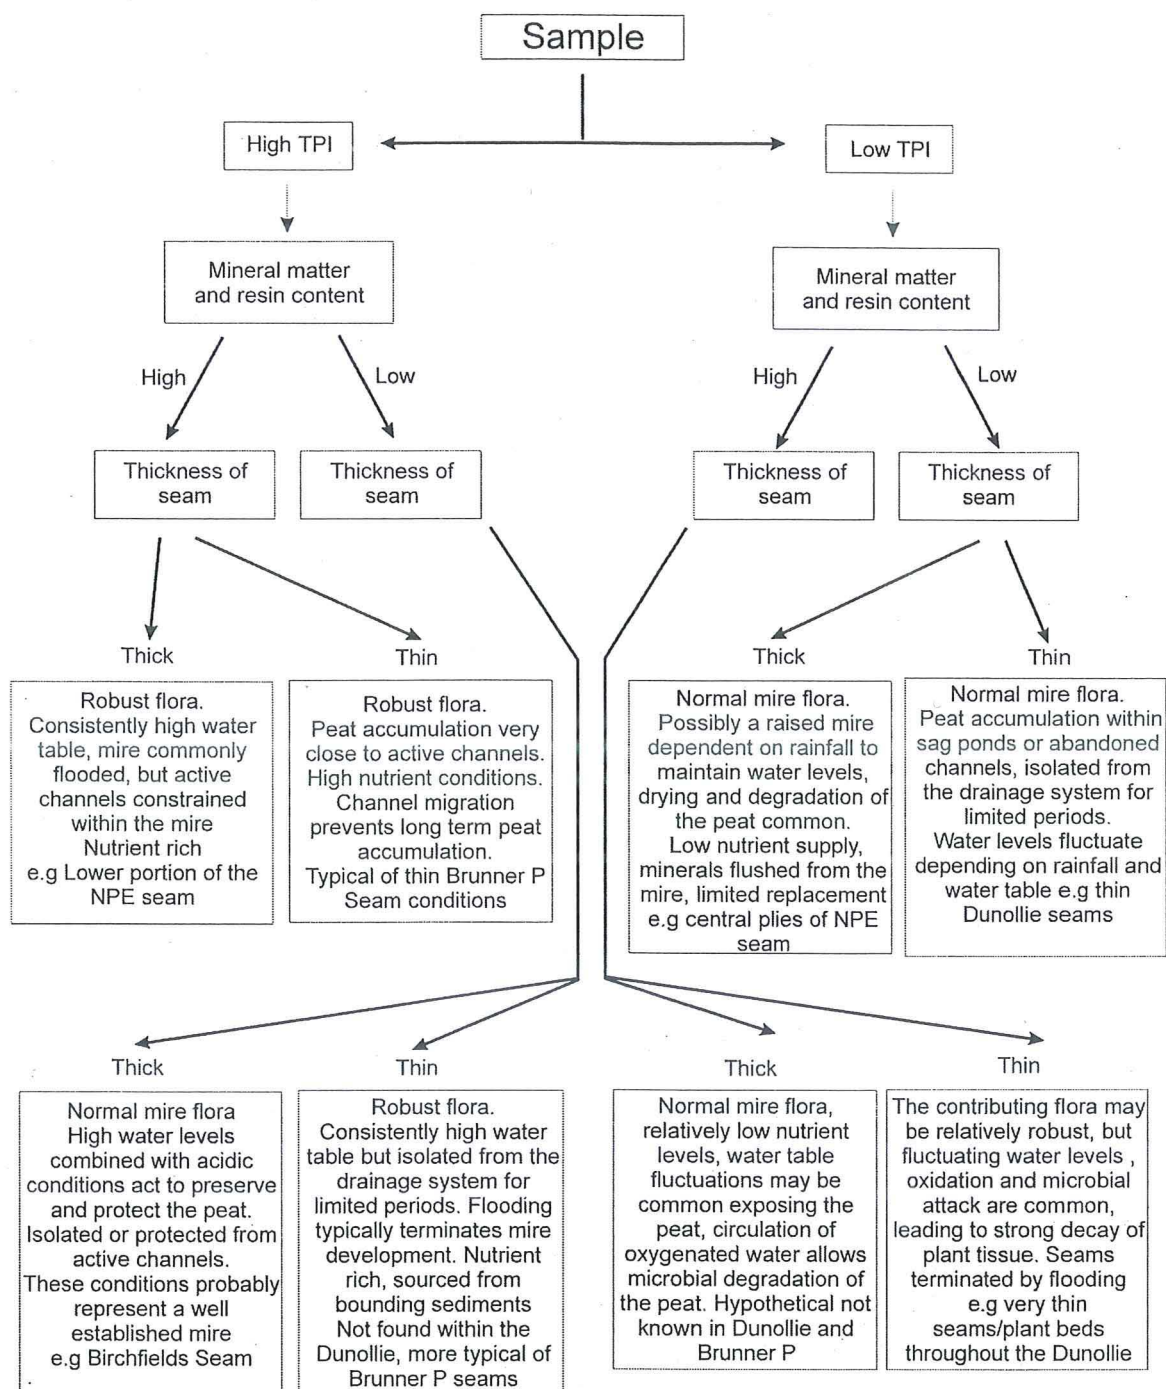 Sample
High TPI
Low TPI
Mineral matter
and resin content
Mineral matter
and resin content
High
Low
High
Low
Thickness of
seam
Thickness of
seam
Thickness of
seam
Thickness of
seam
Thick
Robust flora.
Consistently high water
table, mire commonly
flooded, but active
channels constrained
within the mire
Nutrient rich
e.g Lower portion of the
NPE seam
Thin
Robust flora.
Peat accumulation very
close to active channels.
High nutrient conditions.
Channel migration
prevents long term peat
accumulation.
Typical of thin Brunner P
Seam conditions
Thick
Normal mire flora.
Possibly a raised mire
dependent on rainfall to
maintain water levels,
drying and degradation of
the peat common.
Low nutrient supply,
minerals flushed from the
mire, limited replacement
e.g central plies of NPE
seam
Thin
Normal mire flora.
Peat accumulation within
sag ponds or abandoned
channels, isolated from
the drainage system for
limited periods.
Water levels fluctuate
depending on rainfall and
water table e.g thin
Dunollie seams
Thick
Normal mire flora
High water levels
combined with acidic
conditions act to preserve
and protect the peat.
Isolated or protected from
active channels.
These conditions probably
represent a well
established mire
e.g Birchfields Seam
Thin
Robust flora.
Consistently high water
table but isolated from the
drainage system for
limited periods. Flooding
typically terminates mire
development. Nutrient
rich, sourced from
bounding sediments
Not found within the
Dunollie, more typical of
Brunner P seams
Thick
Normal mire flora,
relatively low nutrient
levels, water table
fluctuations may be
common exposing the
peat, circulation of
oxygenated water allows
microbial degradation of
the peat. Hypothetical not
known in Dunollie and
Brunner P
Thin
The contributing flora may
be relatively robust, but
fluctuating water levels ,
oxidation and microbial
attack are common,
leading to strong decay of
plant tissue. Seams
terminated by flooding
e.g very thin
seams/plant beds
throughout the Dunollie